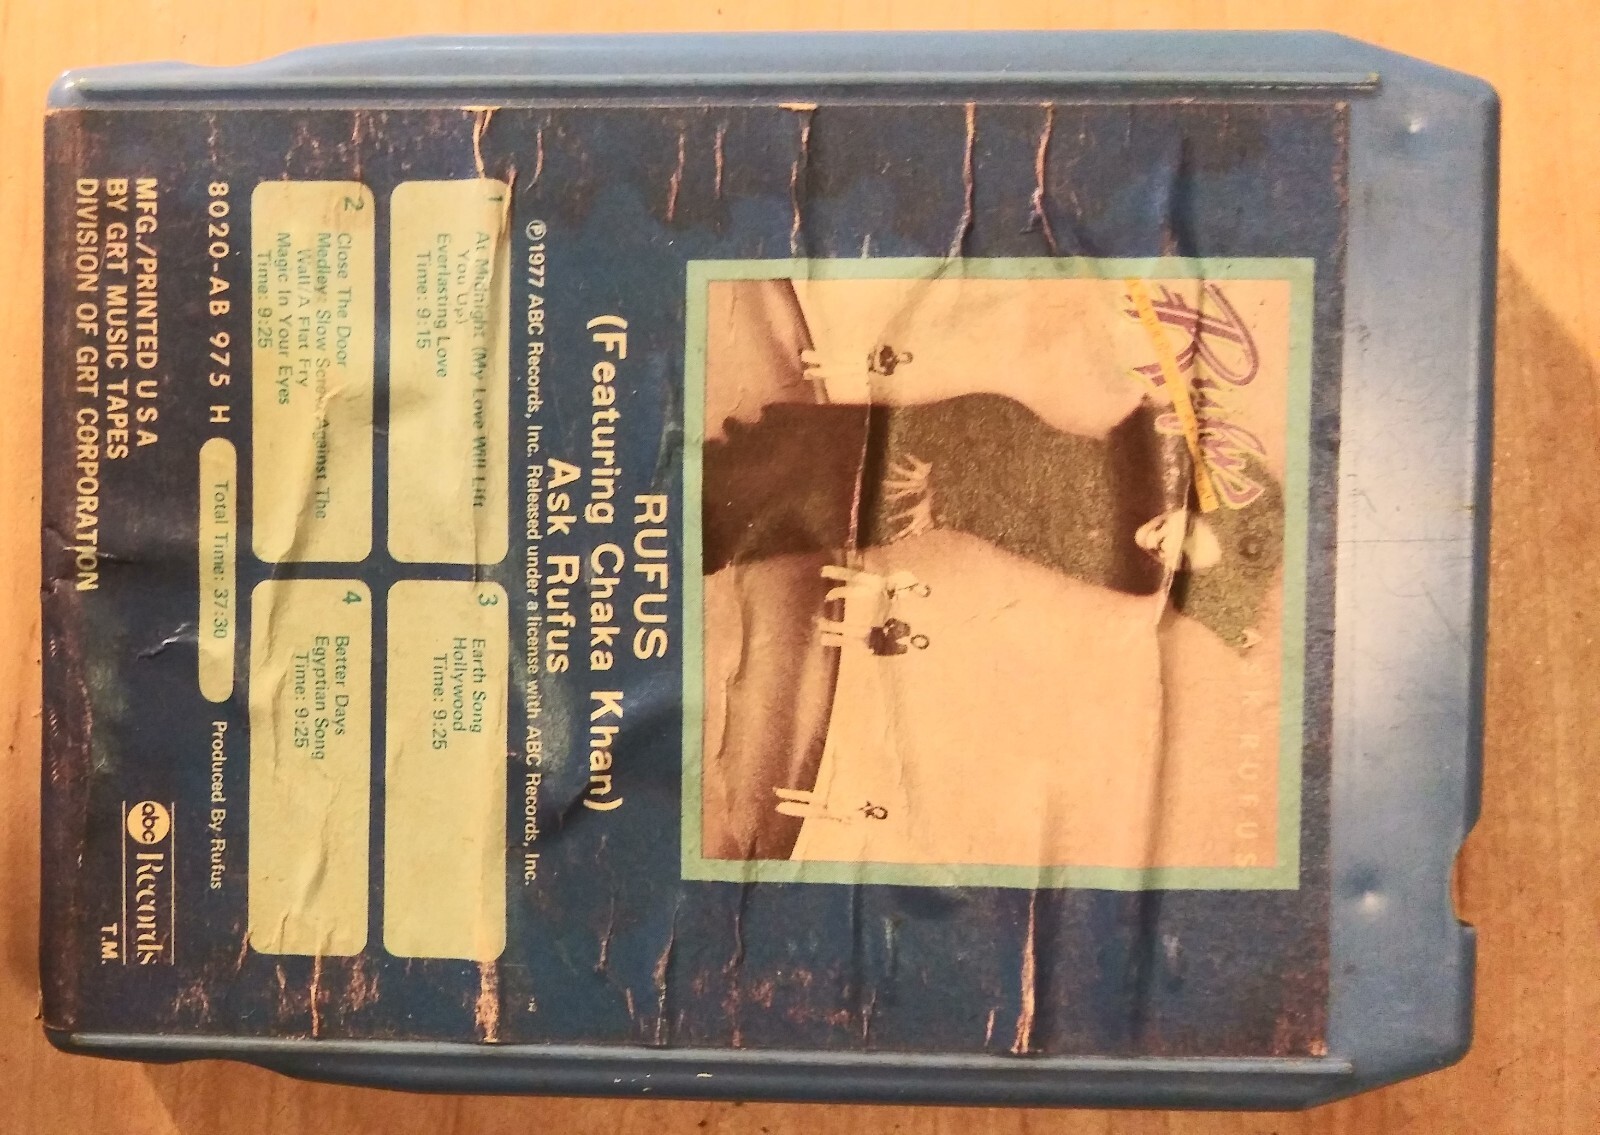 Rufus
ASK RUFUS
RUFUS
(Featuring Chaka Khan)
Ask Rufus
℗1977 ABC Records, Inc. Released under a license with ABC Records, Inc.
1 At Midnight (My Love Will Lift
You Up)
Everlasting Love
Time: 9:15
2 Close The Door
Medley: Slow Screw Against The
Wall/A Flat Fry
Magic In Your Eyes
Time: 9:25
3 Earth Song
Hollywood
Time: 9:25
4 Better Days
Egyptian Song
Time: 9:25
8020-AB 975 H Total Time: 37:30 Produced By Rufus
MFG./PRINTED U S A
BY GRT MUSIC TAPES
DIVISION OF GRT CORPORATION
abc Records
T.M.